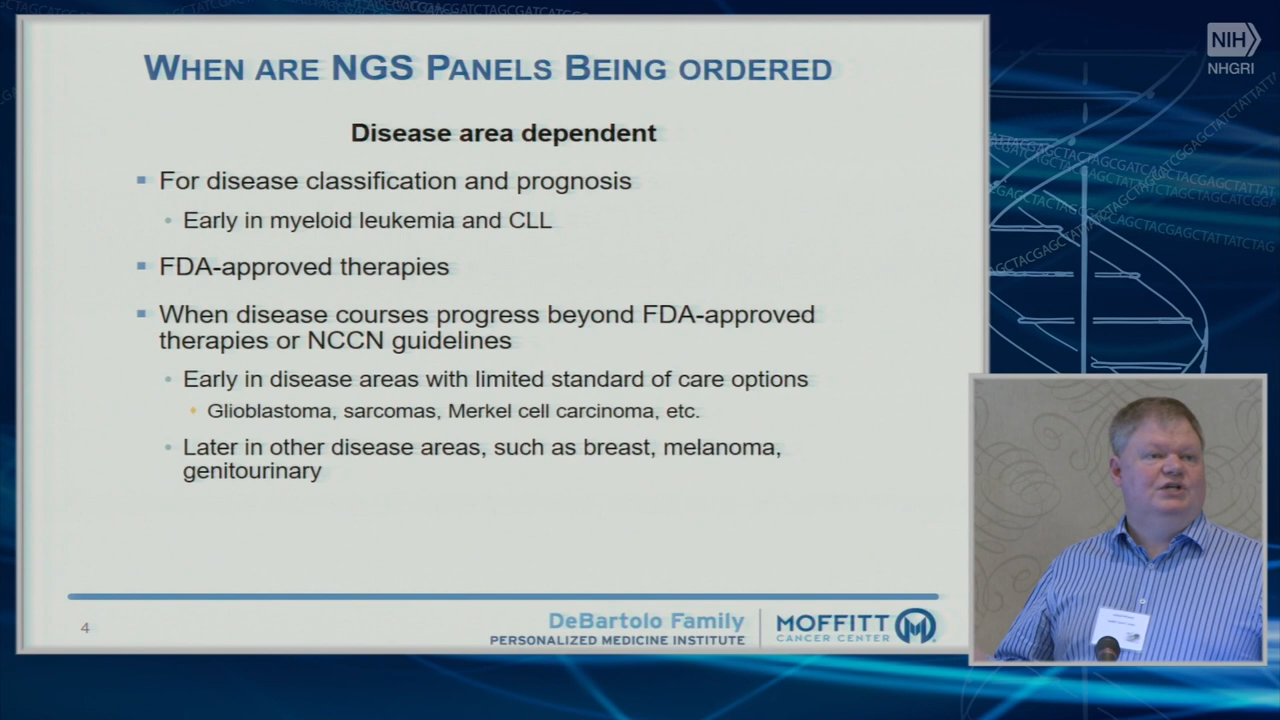 WHEN ARE NGS PANELS BEING ORDERED
Disease area dependent
For disease classification and prognosis
Early in myeloid leukemia and CLL
FDA-approved therapies
When disease courses progress beyond FDA-approved
therapies or NCCN guidelines
Early in disease areas with limited standard of care options
Glioblastoma, sarcomas, Merkel cell carcinoma, etc.
Later in other disease areas, such as breast, melanoma,
genitourinary
4
DeBartolo Family
PERSONALIZED MEDICINE INSTITUTE
MOFFITT
CANCER CENTER
M
NIH
NHGRI